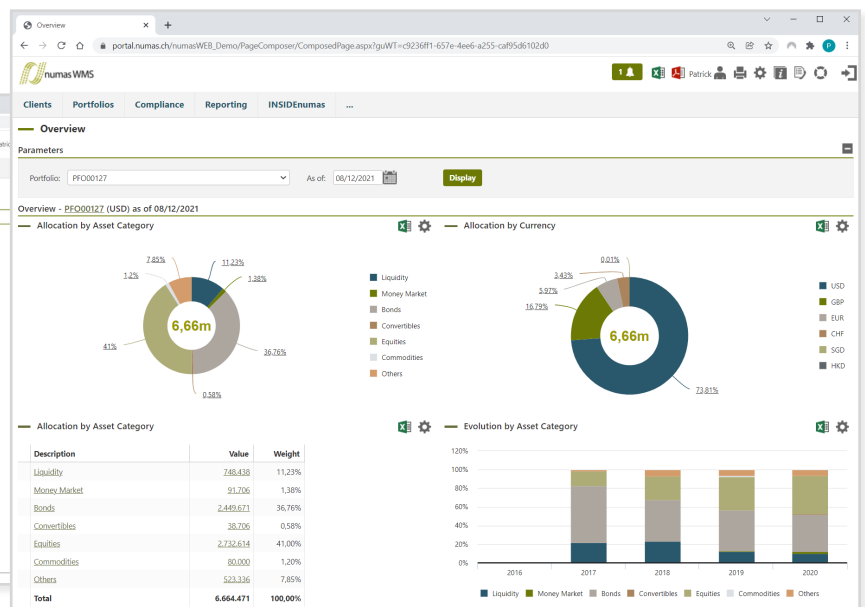 Overview
portal.numas.ch/numasWEB_Demo/PageComposer/ComposedPage.aspx?guWT=c9236ff1-657e-4ee6-a255-caf95d6102d0
P
numas WMS
1
Patrick
Clients Portfolios Compliance Reporting INSIDEnumas ...
Overview
Parameters
Portfolio: PFO00127 As of: 08/12/2021 Display
Overview - PFO00127 (USD) as of 08/12/2021
Allocation by Asset Category
7,85%
11,23%
1,2%
1,38%
6,66m
41%
36,76%
0,58%
Liquidity
Money Market
Bonds
Convertibles
Equities
Commodities
Others
Allocation by Currency
0,01%
3,43%
5,97%
16,79%
6,66m
73,81%
USD
GBP
EUR
CHF
SGD
HKD
Allocation by Asset Category
Description Value Weight
Liquidity 748.438 11,23%
Money Market 91.706 1,38%
Bonds 2.449.671 36,76%
Convertibles 38.706 0,58%
Equities 2.732.614 41,00%
Commodities 80.000 1,20%
Others 523.336 7,85%
Total 6.664.471 100,00%
Evolution by Asset Category
120%
100%
80%
60%
40%
20%
0%
2016 2017 2018 2019 2020
Liquidity Money Market Bonds Convertibles Equities Commodities Others